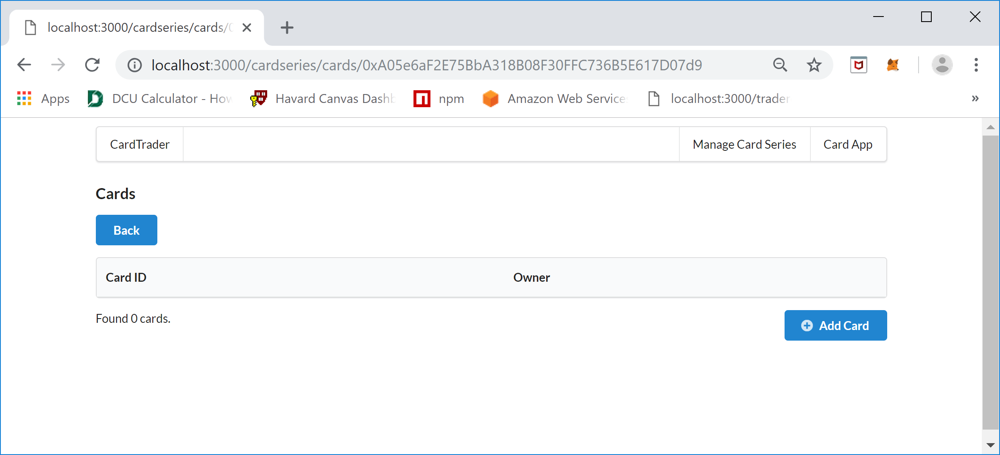 localhost:3000/cardseries/cards/0
localhost:3000/cardseries/cards/0xA05e6aF2E75BbA318B08F30FFC736B5E617D07d9
Apps DCU Calculator - How Havard Canvas Dashb npm Amazon Web Services localhost:3000/trader »
CardTrader Manage Card Series Card App
Cards
Back
Card ID Owner
Found 0 cards.
Add Card